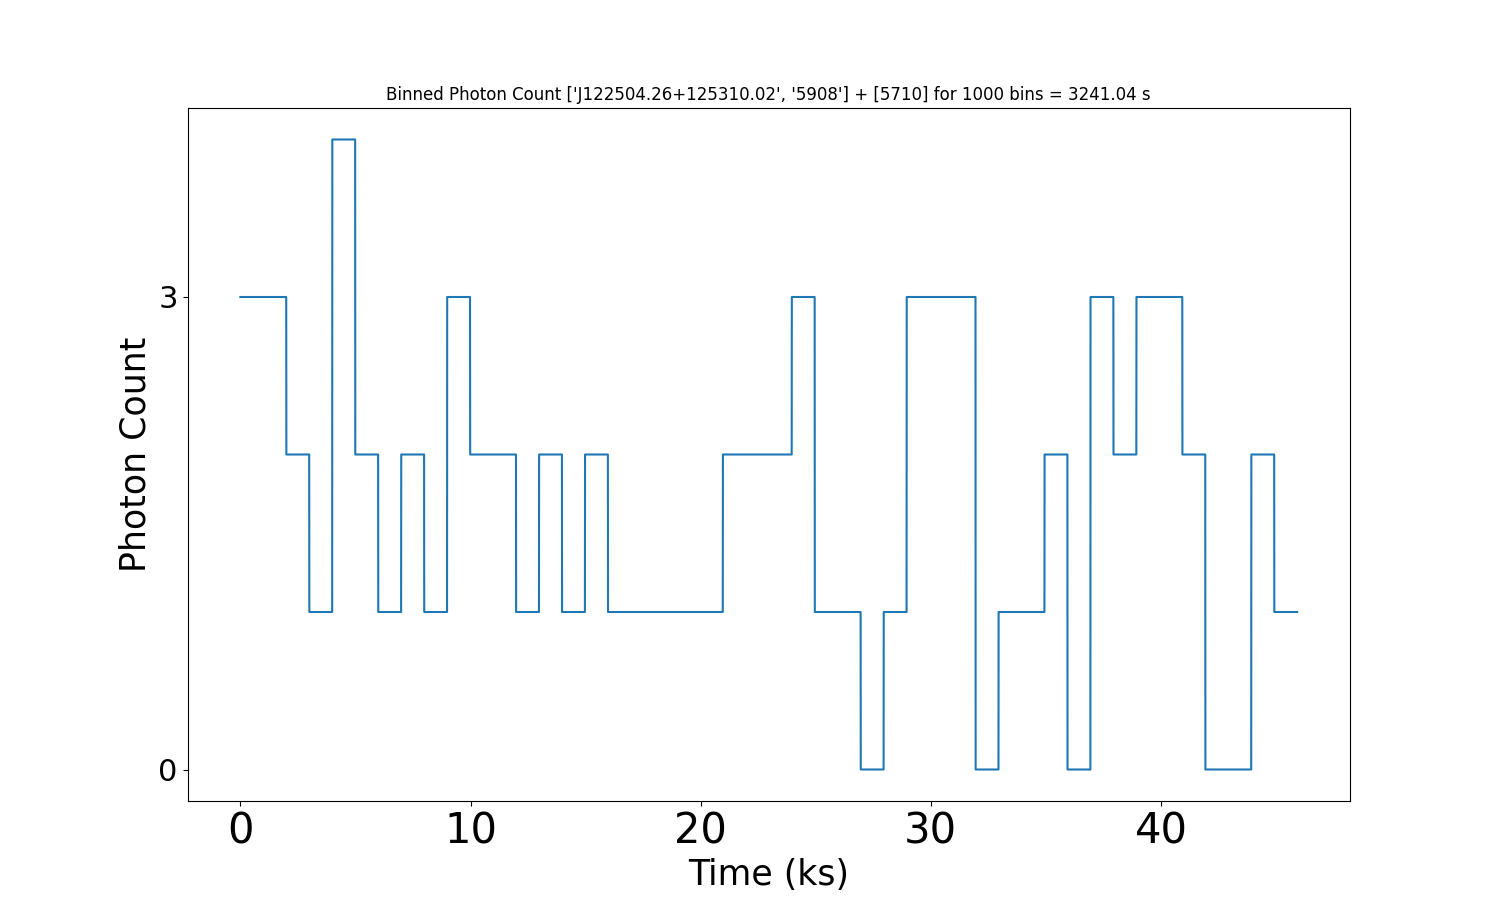 Binned Photon Count ['J122504.26+125310.02', '5908'] + [5710] for 1000 bins = 3241.04 s
Photon Count
3
0
0 10 20 30 40
Time (ks)